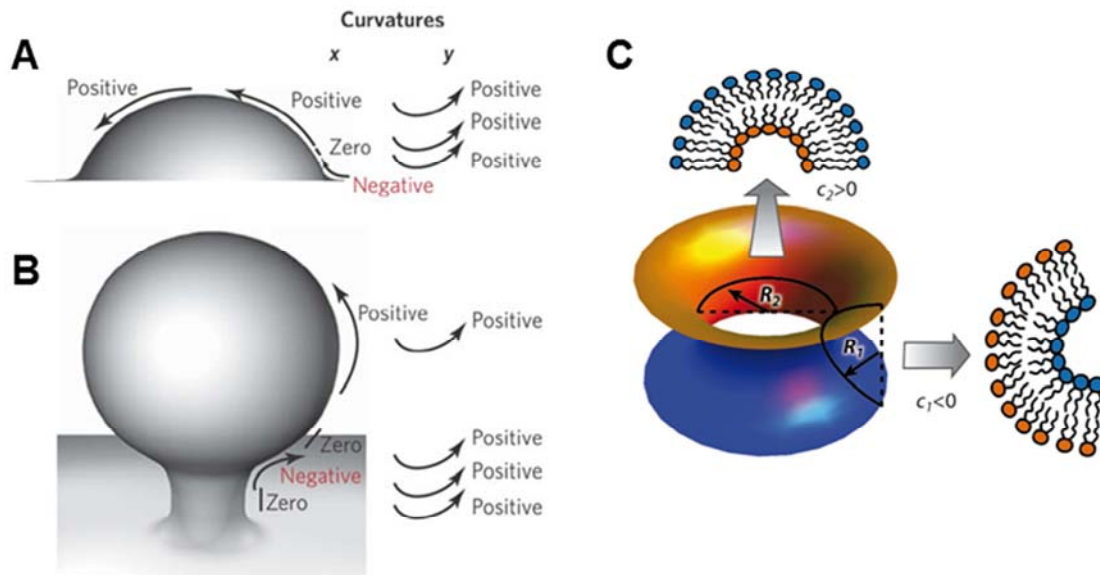 Curvatures
x y
A
Positive
Positive
Zero
Negative
Positive
Positive
Positive
B
Positive
Positive
Zero
Negative
Zero
Positive
Positive
Positive
C
c₂>0
R₂
R₁
c₁<0